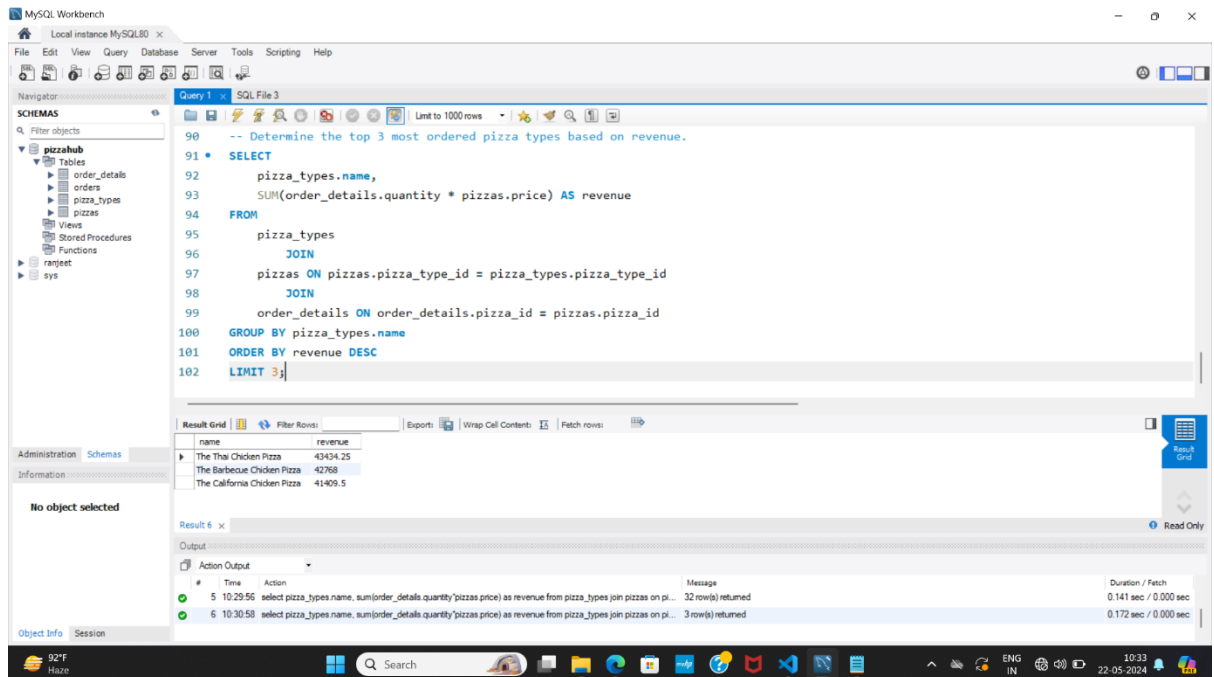 MySQL Workbench
Local instance MySQL80
File Edit View Query Database Server Tools Scripting Help
Navigator
SCHEMAS
Filter objects
pizzahub
Tables
order_details
orders
pizza_types
pizzas
Views
Stored Procedures
Functions
ranjeet
sys
Administration Schemas
Information
No object selected
Object Info Session
Query 1 SQL File 3
Limit to 1000 rows
90 -- Determine the top 3 most ordered pizza types based on revenue.
91 SELECT
92 pizza_types.name,
93 SUM(order_details.quantity * pizzas.price) AS revenue
94 FROM
95 pizza_types
96 JOIN
97 pizzas ON pizzas.pizza_type_id = pizza_types.pizza_type_id
98 JOIN
99 order_details ON order_details.pizza_id = pizzas.pizza_id
100 GROUP BY pizza_types.name
101 ORDER BY revenue DESC
102 LIMIT 3;
Result Grid Filter Rows: Export: Wrap Cell Content: Fetch rows:
name revenue
The Thai Chicken Pizza 43434.25
The Barbecue Chicken Pizza 42768
The California Chicken Pizza 41409.5
Result Grid
Result 6 Read Only
Output
Action Output
# Time Action Message Duration / Fetch
5 10:29:56 select pizza_types.name, sum(order_details.quantity*pizzas.price) as revenue from pizza_types join pizzas on pi... 32 row(s) returned 0.141 sec / 0.000 sec
6 10:30:58 select pizza_types.name, sum(order_details.quantity*pizzas.price) as revenue from pizza_types join pizzas on pi... 3 row(s) returned 0.172 sec / 0.000 sec
92°F
Haze
Search
ENG
IN
10:33
22-05-2024